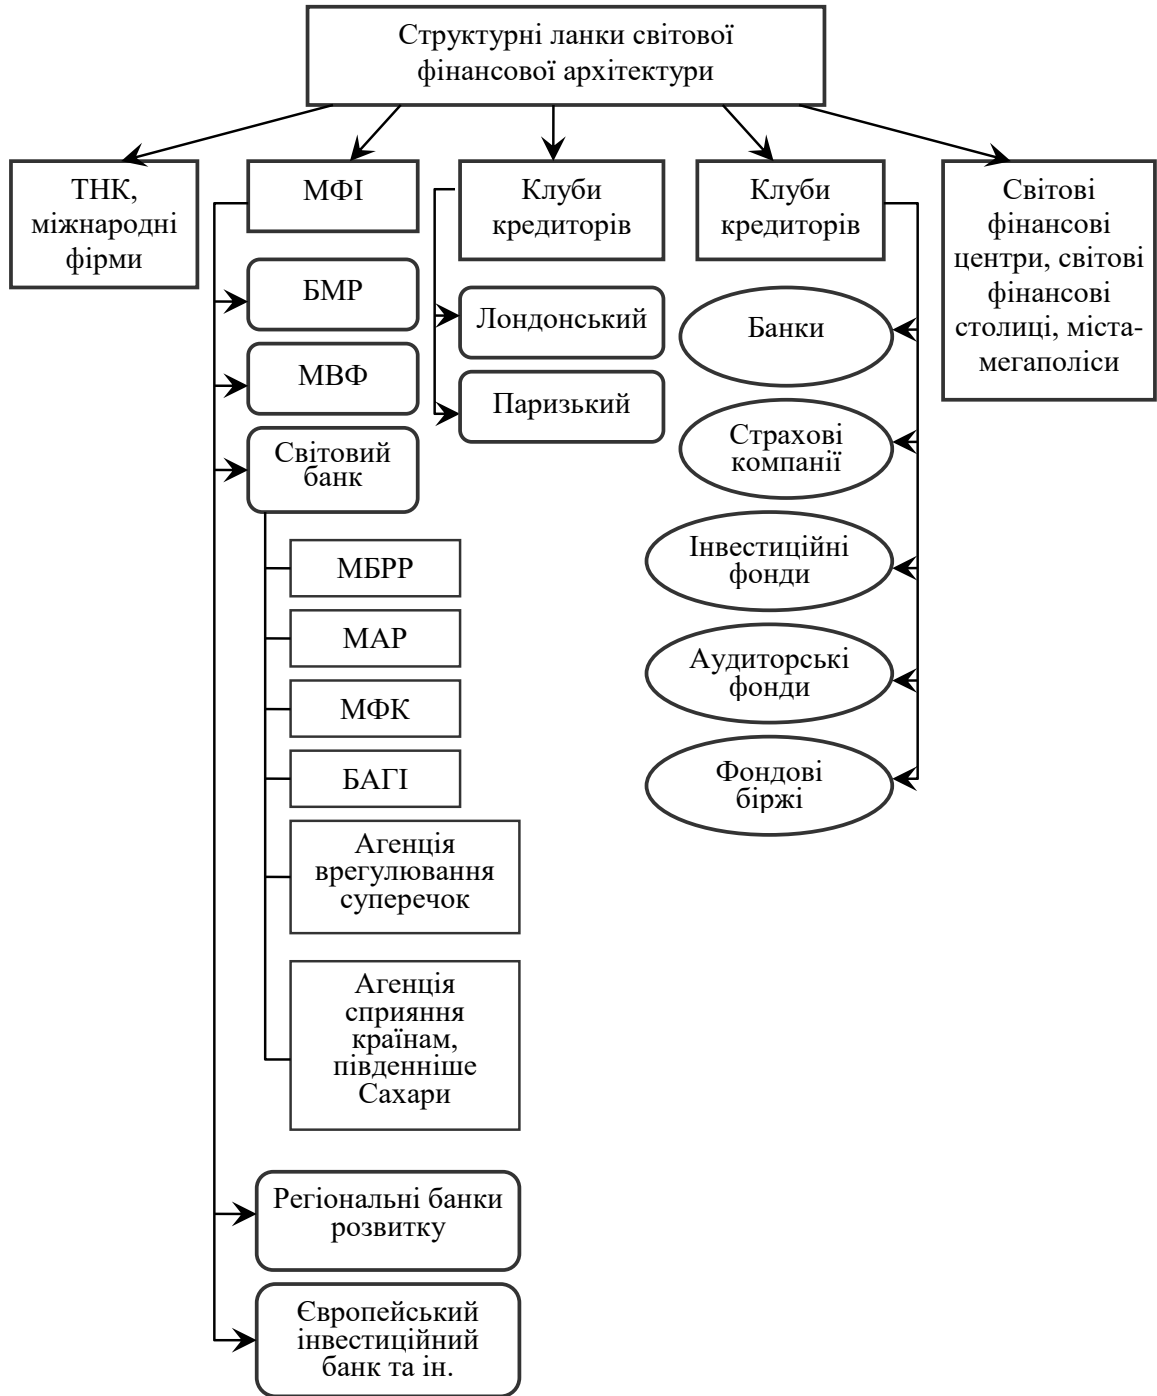 Структурні ланки світової
фінансової архітектури
ТНК,
міжнародні
фірми
МФІ
Клуби
кредиторів
Клуби
кредиторів
Світові
фінансові
центри, світові
фінансові
столиці, міста-
мегаполіси
БМР
МВФ
Світовий
банк
МБРР
МАР
МФК
БАГІ
Агенція
врегулювання
суперечок
Агенція
сприяння
країнам,
південніше
Сахари
Регіональні банки
розвитку
Європейський
інвестиційний
банк та ін.
Лондонський
Паризький
Банки
Страхові
компанії
Інвестиційні
фонди
Аудиторські
фонди
Фондові
біржі